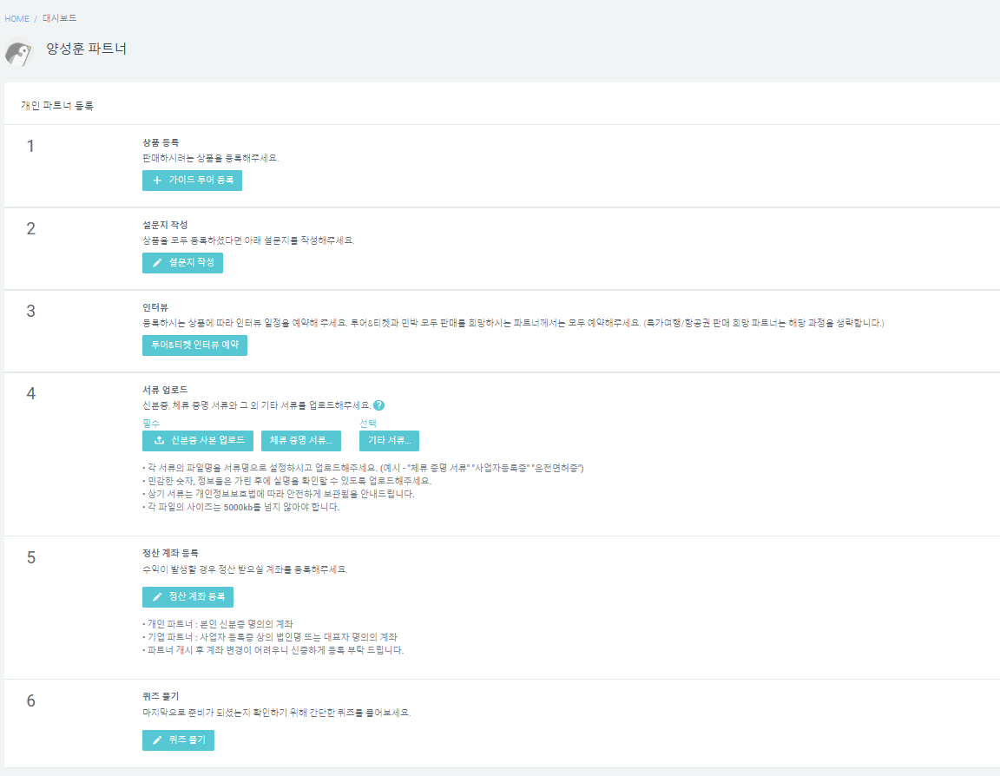 HOME / 대시보드
양성훈 파트너
개인 파트너 등록
1
상품 등록
판매하시려는 상품을 등록해주세요.
+ 가이드 투어 등록
2
설문지 작성
상품을 모두 등록하셨다면 아래 설문지를 작성해주세요.
설문지 작성
3
인터뷰
등록하시는 상품에 따라 인터뷰 일정을 예약해 주세요. 투어&티켓과 민박 모두 판매를 희망하시는 파트너께서는 모두 예약해주세요. (특가여행/항공권 판매 희망 파트너는 해당 과정을 생략합니다.)
투어&티켓 인터뷰 예약
4
서류 업로드
신분증, 체류 증명 서류와 그 외 기타 서류를 업로드해주세요. ?
필수 선택
신분증 사본 업로드 체류 증명 서류... 기타 서류...
• 각 서류의 파일명을 서류명으로 설정하시고 업로드해주세요. (예시 - "체류 증명 서류" "사업자등록증" "운전면허증")
• 민감한 숫자, 정보들은 가린 후에 실명을 확인할 수 있도록 업로드해주세요.
• 상기 서류는 개인정보보호법에 따라 안전하게 보관됨을 안내드립니다.
• 각 파일의 사이즈는 5000kb를 넘지 않아야 합니다.
5
정산 계좌 등록
수익이 발생할 경우 정산 받으실 계좌를 등록해주세요.
정산 계좌 등록
• 개인 파트너 : 본인 신분증 명의의 계좌
• 기업 파트너 : 사업자 등록증 상의 법인명 또는 대표자 명의의 계좌
• 파트너 개시 후 계좌 변경이 어려우니 신중하게 등록 부탁 드립니다.
6
퀴즈 풀기
마지막으로 준비가 되셨는지 확인하기 위해 간단한 퀴즈를 풀어보세요.
퀴즈 풀기